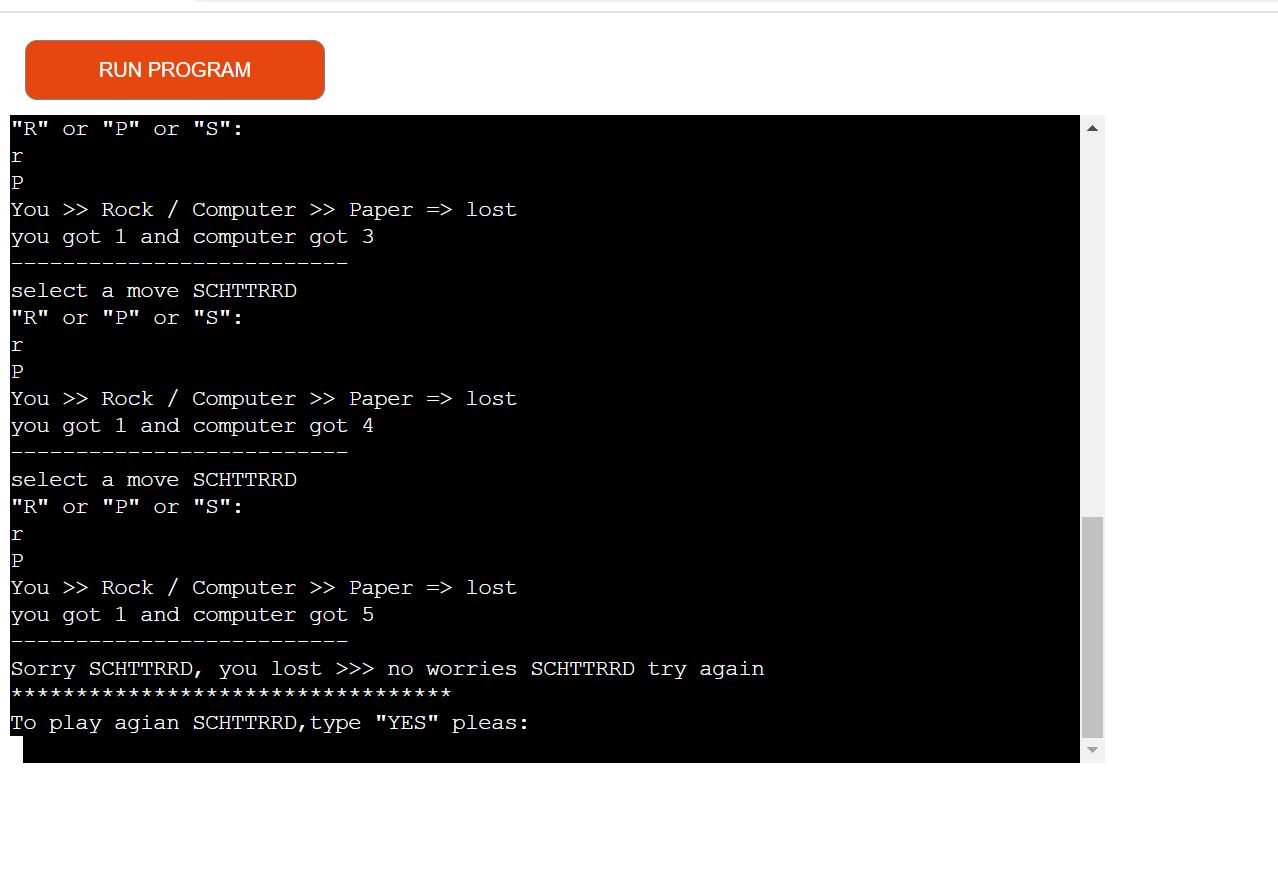 RUN PROGRAM
"R" or "P" or "S":
r
P
You >> Rock / Computer >> Paper => lost
you got 1 and computer got 3
--------------------------
select a move SCHTTRRD
"R" or "P" or "S":
r
P
You >> Rock / Computer >> Paper => lost
you got 1 and computer got 4
--------------------------
select a move SCHTTRRD
"R" or "P" or "S":
r
P
You >> Rock / Computer >> Paper => lost
you got 1 and computer got 5
--------------------------
Sorry SCHTTRRD, you lost >>> no worries SCHTTRRD try again
**********************************
To play agian SCHTTRRD,type "YES" pleas: